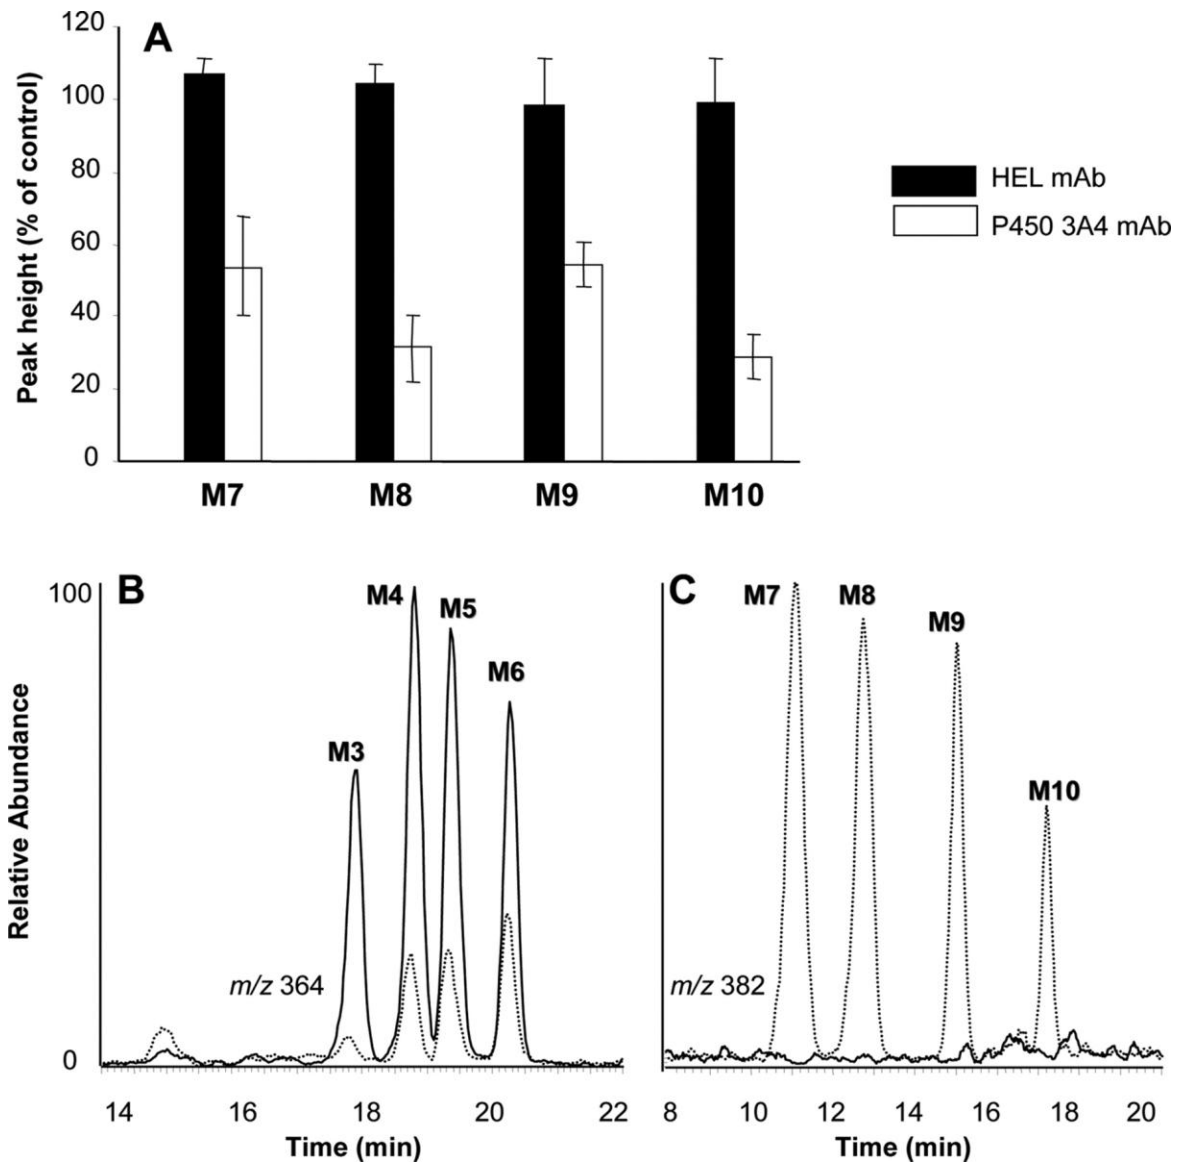 A
120
100
80
60
40
20
0
Peak height (% of control)
M7 M8 M9 M10
HEL mAb
P450 3A4 mAb
B
100
0
Relative Abundance
M3
M4
M5
M6
m/z 364
14 16 18 20 22
Time (min)
C
M7
M8
M9
M10
m/z 382
8 10 12 14 16 18 20
Time (min)